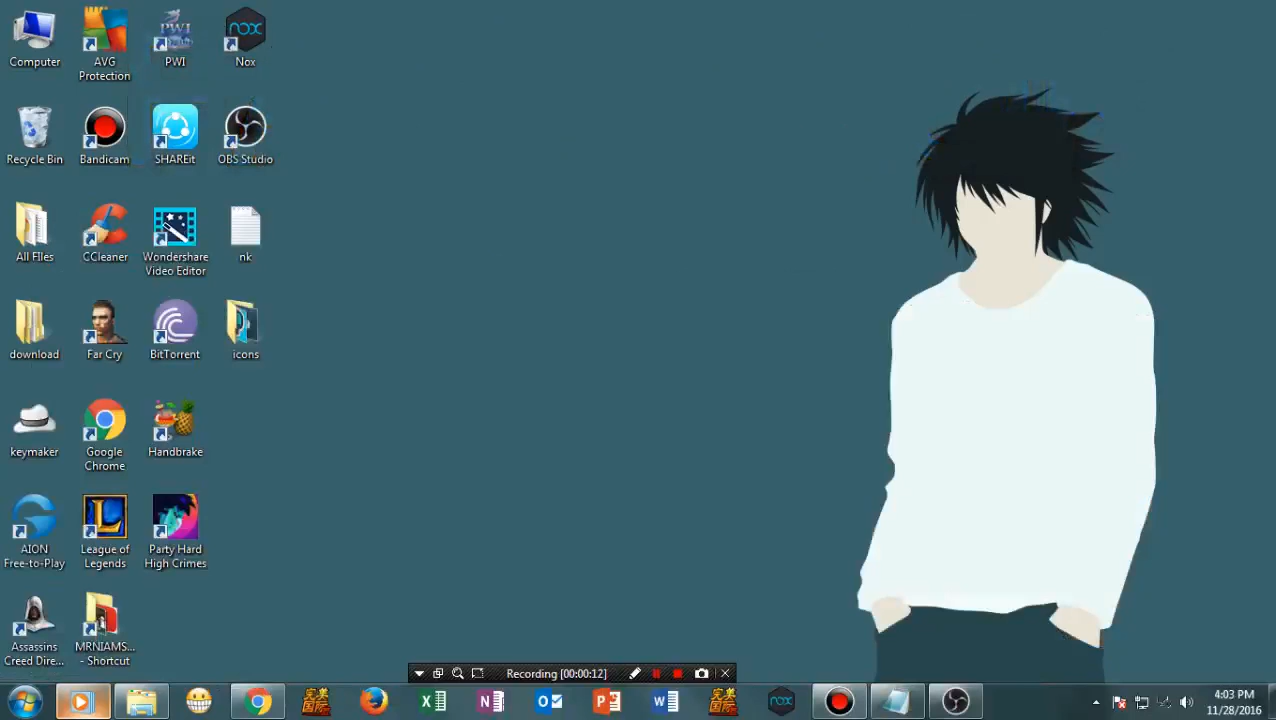 Computer
AVG
Protection
PWI
nox
Nox
Recycle Bin
Bandicam
SHAREit
OBS Studio
All FIles
CCleaner
Wondershare
Video Editor
nk
download
Far Cry
BitTorrent
icons
keymaker
Google
Chrome
Handbrake
AION
Free-to-Play
League of
Legends
Party Hard
High Crimes
Assassins
Creed Dire...
MRNIAMS...
- Shortcut
Recording [00:00:12]
nox
4:03 PM
11/28/2016